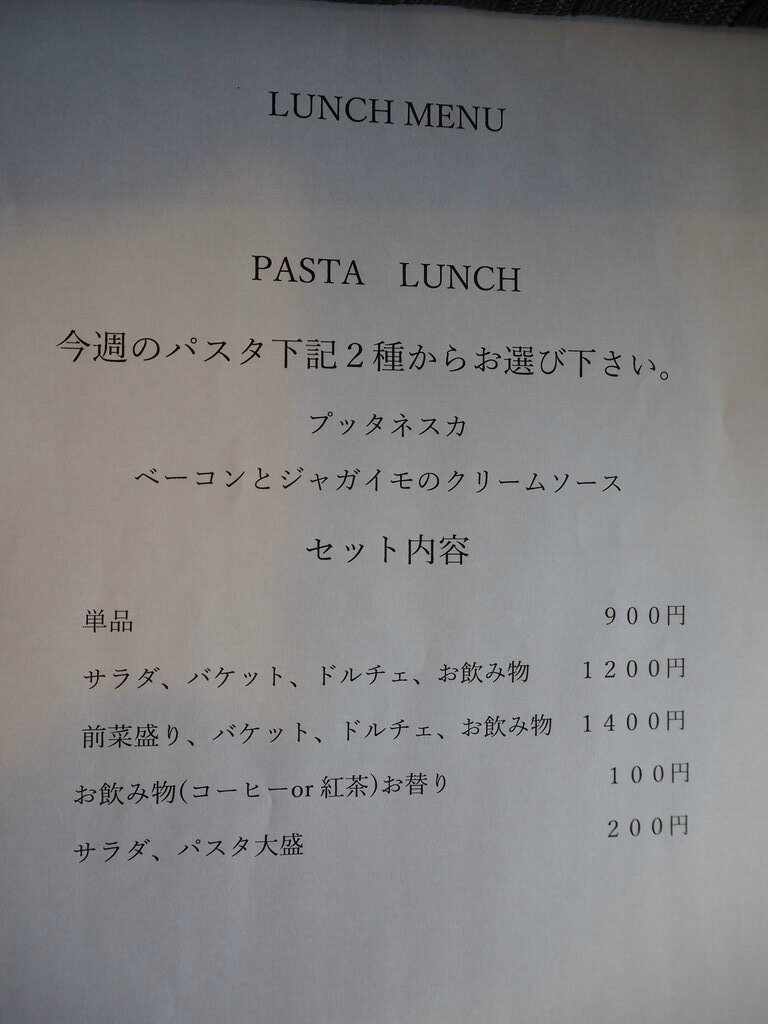 LUNCH MENU
PASTA　LUNCH
今週のパスタ下記２種からお選び下さい。
プッタネスカ
ベーコンとジャガイモのクリームソース
セット内容
単品　９００円
サラダ、バケット、ドルチェ、お飲み物　１２００円
前菜盛り、バケット、ドルチェ、お飲み物　１４００円
お飲み物(コーヒーor 紅茶)お替り　１００円
サラダ、パスタ大盛　２００円